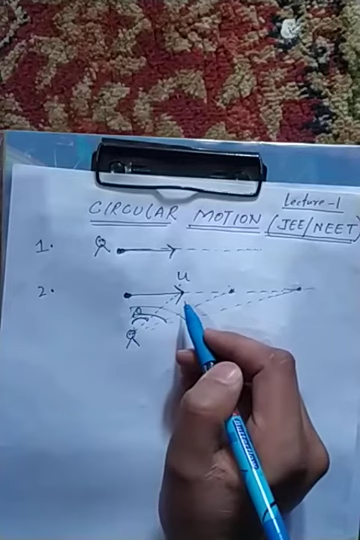 Lecture-1
CIRCULAR MOTION (JEE/NEET)
1.
2.
u
θ